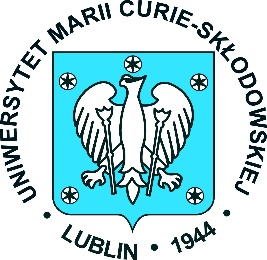 UNIWERSYTET MARII CURIE-SKŁODOWSKIEJ
• LUBLIN • 1944 •